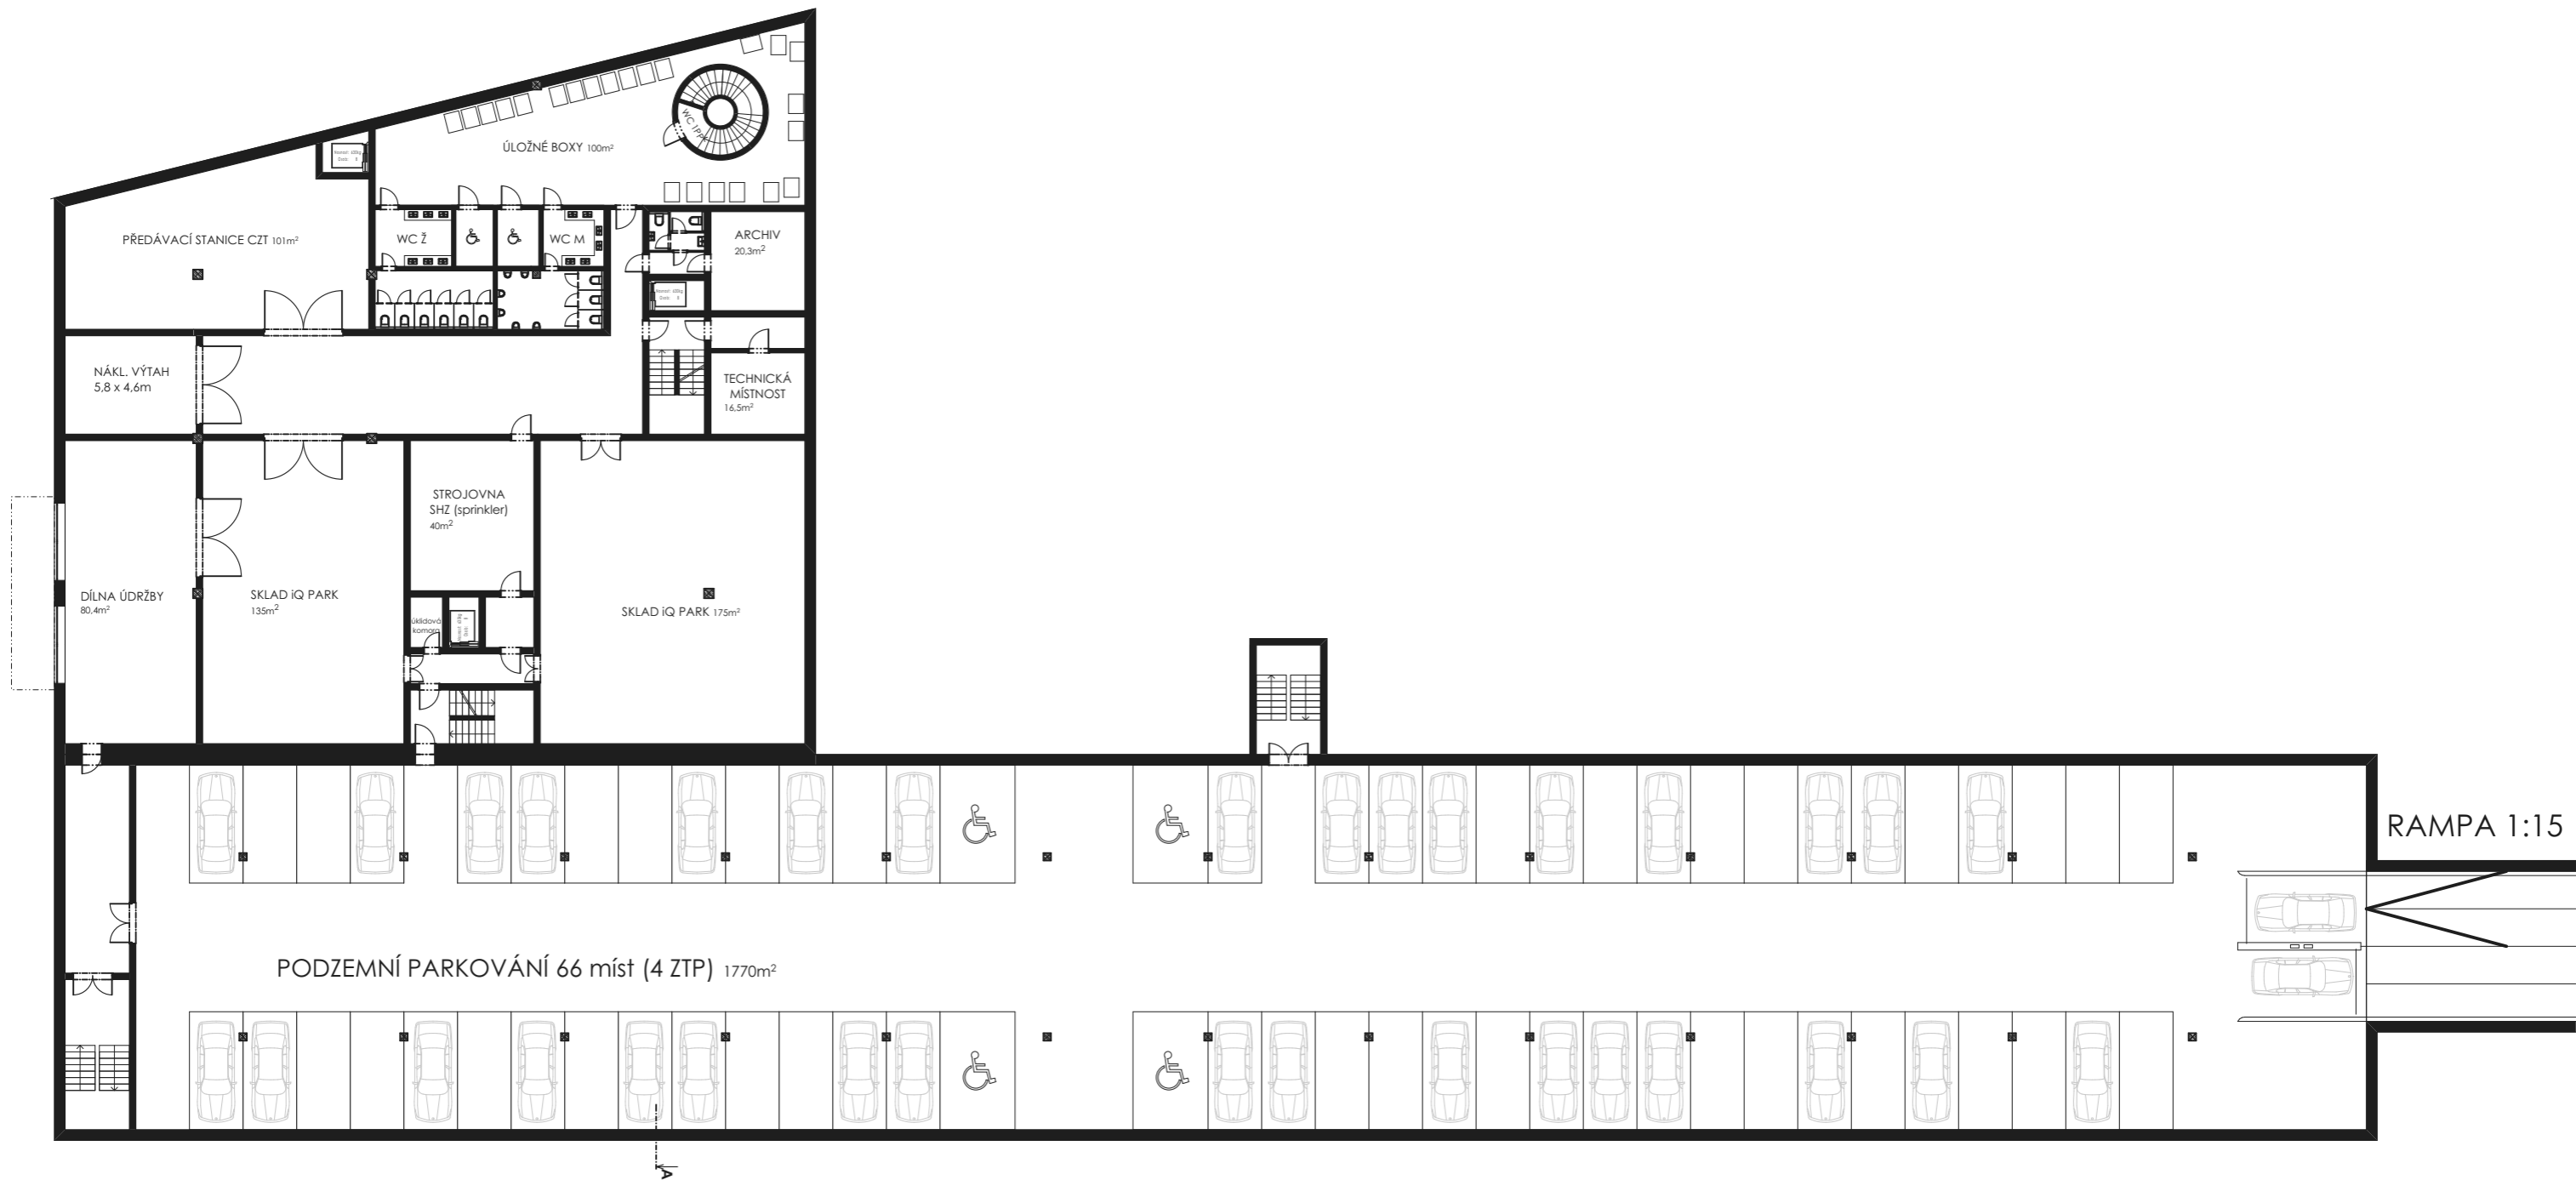 WC 1PP
ÚLOŽNÉ BOXY 100m²
PŘEDÁVACÍ STANICE CZT 101m²
WC Ž
WC M
ARCHIV
20,3m²
NÁKL. VÝTAH
5,8 x 4,6m
TECHNICKÁ
MÍSTNOST
16,5m²
STROJOVNA
SHZ (sprinkler)
40m²
DÍLNA ÚDRŽBY
80,4m²
SKLAD iQ PARK
135m²
úklidová
komora
SKLAD iQ PARK 175m²
RAMPA 1:15
PODZEMNÍ PARKOVÁNÍ 66 míst (4 ZTP) 1770m²
A